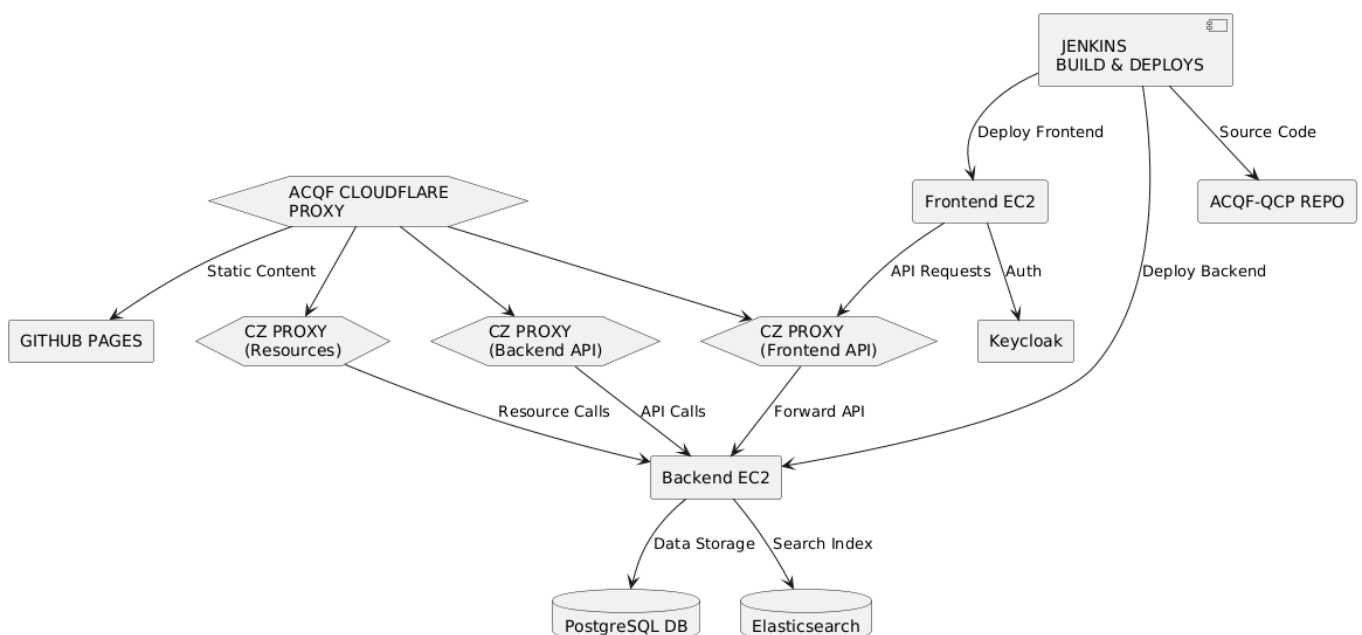 JENKINS
BUILD & DEPLOYS
Deploy Frontend
Source Code
ACQF CLOUDFLARE
PROXY
Frontend EC2
ACQF-QCP REPO
Static Content
API Requests
Auth
Deploy Backend
GITHUB PAGES
CZ PROXY
(Resources)
CZ PROXY
(Backend API)
CZ PROXY
(Frontend API)
Keycloak
Resource Calls
API Calls
Forward API
Backend EC2
Data Storage
Search Index
PostgreSQL DB
Elasticsearch